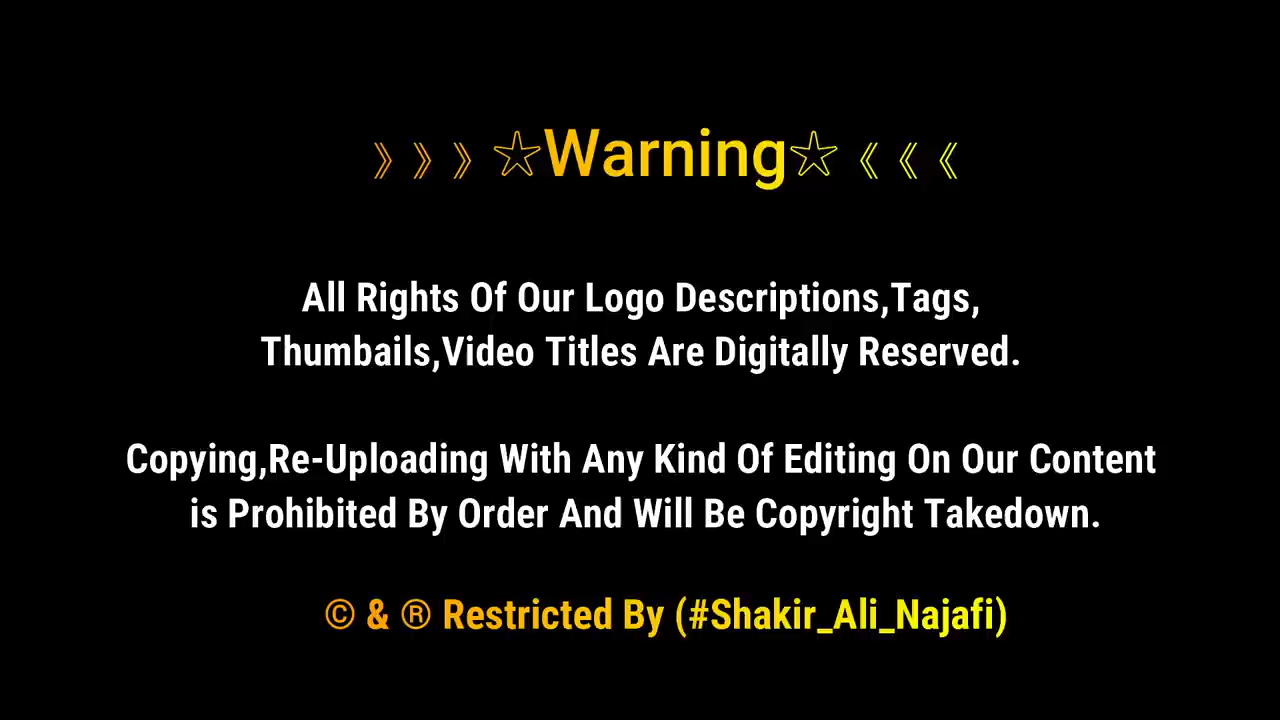 》》》☆Warning☆《《《
All Rights Of Our Logo Descriptions,Tags,
Thumbails,Video Titles Are Digitally Reserved.
Copying,Re-Uploading With Any Kind Of Editing On Our Content
is Prohibited By Order And Will Be Copyright Takedown.
© & ® Restricted By (#Shakir_Ali_Najafi)